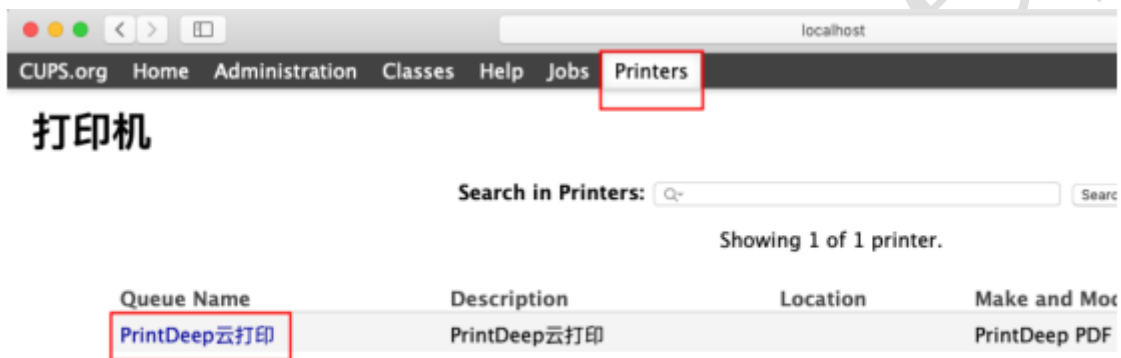 localhost
CUPS.org Home Administration Classes Help Jobs Printers
打印机
Search in Printers:
Showing 1 of 1 printer.
Queue Name Description Location Make and
PrintDeep云打印 PrintDeep云打印 PrintDeep PDF